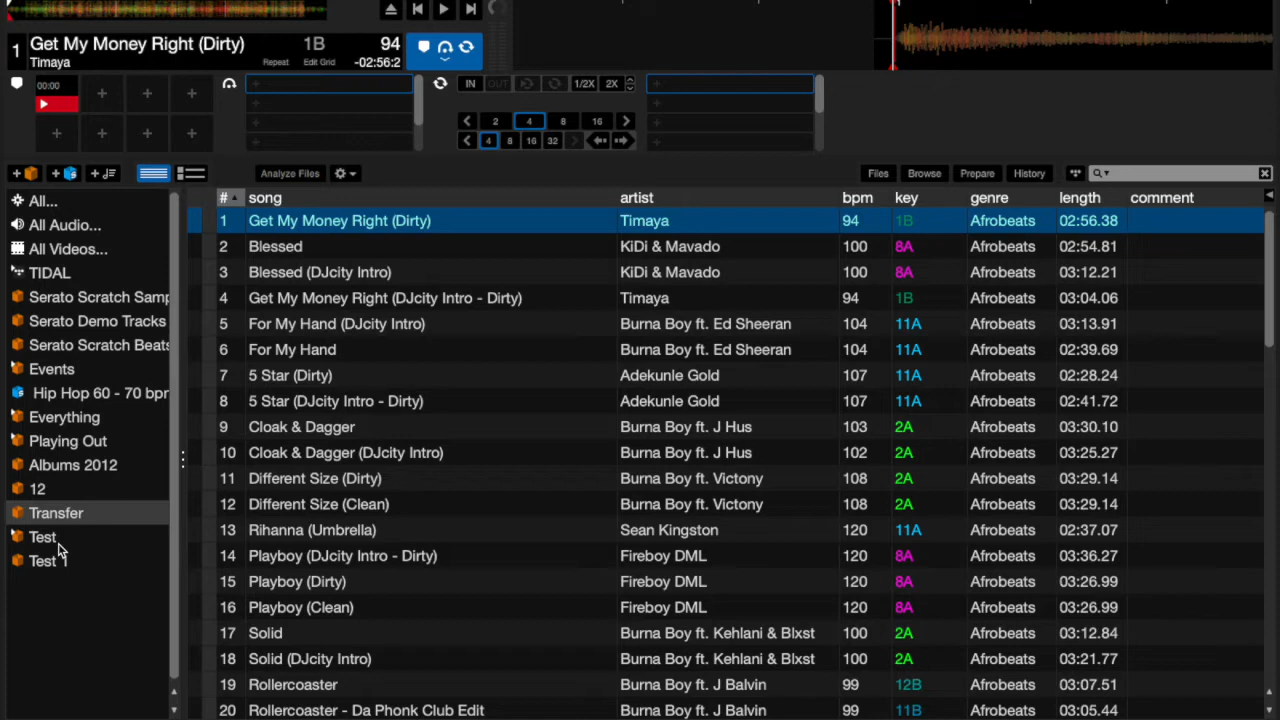 1 Get My Money Right (Dirty) 1B 94
Timaya Repeat Edit Grid -02:56:2
00:00
IN OUT 1/2X 2X
2 4 8 16
4 8 16 32
Analyze Files Files Browse Prepare History
# song artist bpm key genre length comment
All...
All Audio...
All Videos...
TIDAL
Serato Scratch Samp
Serato Demo Tracks
Serato Scratch Beats
Events
Hip Hop 60 - 70 bpm
Everything
Playing Out
Albums 2012
12
Transfer
Test
Test 1
1 Get My Money Right (Dirty) Timaya 94 1B Afrobeats 02:56.38
2 Blessed KiDi & Mavado 100 8A Afrobeats 02:54.81
3 Blessed (DJcity Intro) KiDi & Mavado 100 8A Afrobeats 03:12.21
4 Get My Money Right (DJcity Intro - Dirty) Timaya 94 1B Afrobeats 03:04.06
5 For My Hand (DJcity Intro) Burna Boy ft. Ed Sheeran 104 11A Afrobeats 03:13.91
6 For My Hand Burna Boy ft. Ed Sheeran 104 11A Afrobeats 02:39.69
7 5 Star (Dirty) Adekunle Gold 107 11A Afrobeats 02:28.24
8 5 Star (DJcity Intro - Dirty) Adekunle Gold 107 11A Afrobeats 02:41.72
9 Cloak & Dagger Burna Boy ft. J Hus 103 2A Afrobeats 03:30.10
10 Cloak & Dagger (DJcity Intro) Burna Boy ft. J Hus 102 2A Afrobeats 03:25.27
11 Different Size (Dirty) Burna Boy ft. Victony 108 2A Afrobeats 03:29.14
12 Different Size (Clean) Burna Boy ft. Victony 108 2A Afrobeats 03:29.14
13 Rihanna (Umbrella) Sean Kingston 120 11A Afrobeats 02:37.07
14 Playboy (DJcity Intro - Dirty) Fireboy DML 120 8A Afrobeats 03:36.27
15 Playboy (Dirty) Fireboy DML 120 8A Afrobeats 03:26.99
16 Playboy (Clean) Fireboy DML 120 8A Afrobeats 03:26.99
17 Solid Burna Boy ft. Kehlani & Blxst 100 2A Afrobeats 03:12.84
18 Solid (DJcity Intro) Burna Boy ft. Kehlani & Blxst 100 2A Afrobeats 03:21.77
19 Rollercoaster Burna Boy ft. J Balvin 99 12B Afrobeats 03:07.51
20 Rollercoaster - Da Phonk Club Edit Burna Boy ft. J Balvin 99 11B Afrobeats 03:05.44